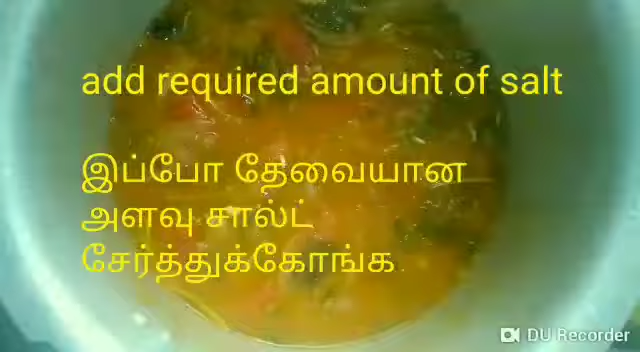 add required amount of salt
இப்போ தேவையான
அளவு சால்ட்
சேர்த்துக்கோங்க
DU Recorder